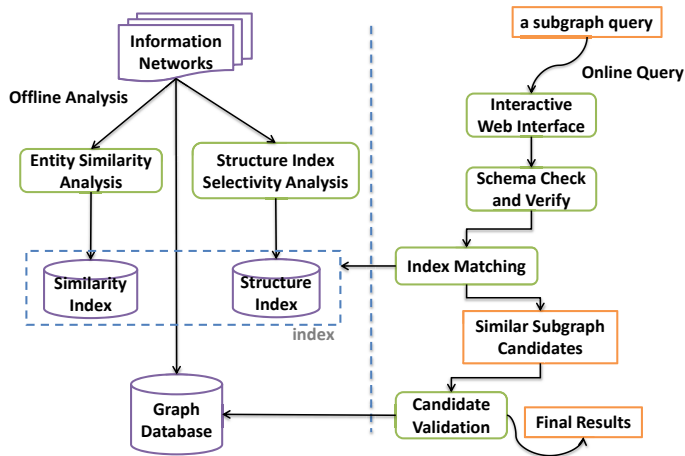 Information
Networks
Offline Analysis
Entity Similarity
Analysis
Structure Index
Selectivity Analysis
Similarity
Index
Structure
Index
index
Graph
Database
a subgraph query
Online Query
Interactive
Web Interface
Schema Check
and Verify
Index Matching
Similar Subgraph
Candidates
Candidate
Validation
Final Results